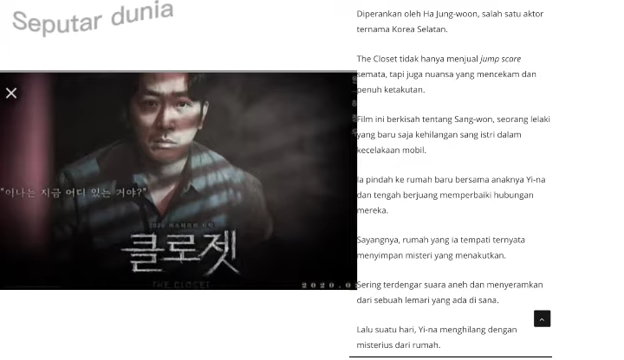 Seputar dunia
"이나는 지금 어디 있는 거야?"
클로젯
THE CLOSET
2020.0
Diperankan oleh Ha Jung-woon, salah satu aktor
ternama Korea Selatan.
The Closet tidak hanya menjual jump scare
semata, tapi juga nuansa yang mencekam dan
penuh ketakutan.
Film ini berkisah tentang Sang-won, seorang lelaki
yang baru saja kehilangan sang istri dalam
kecelakaan mobil.
Ia pindah ke rumah baru bersama anaknya Yi-na
dan tengah berjuang memperbaiki hubungan
mereka.
Sayangnya, rumah yang ia tempati ternyata
menyimpan misteri yang menakutkan.
Sering terdengar suara aneh dan menyeramkan
dari sebuah lemari yang ada di sana.
Lalu suatu hari, Yi-na menghilang dengan
misterius dari rumah.